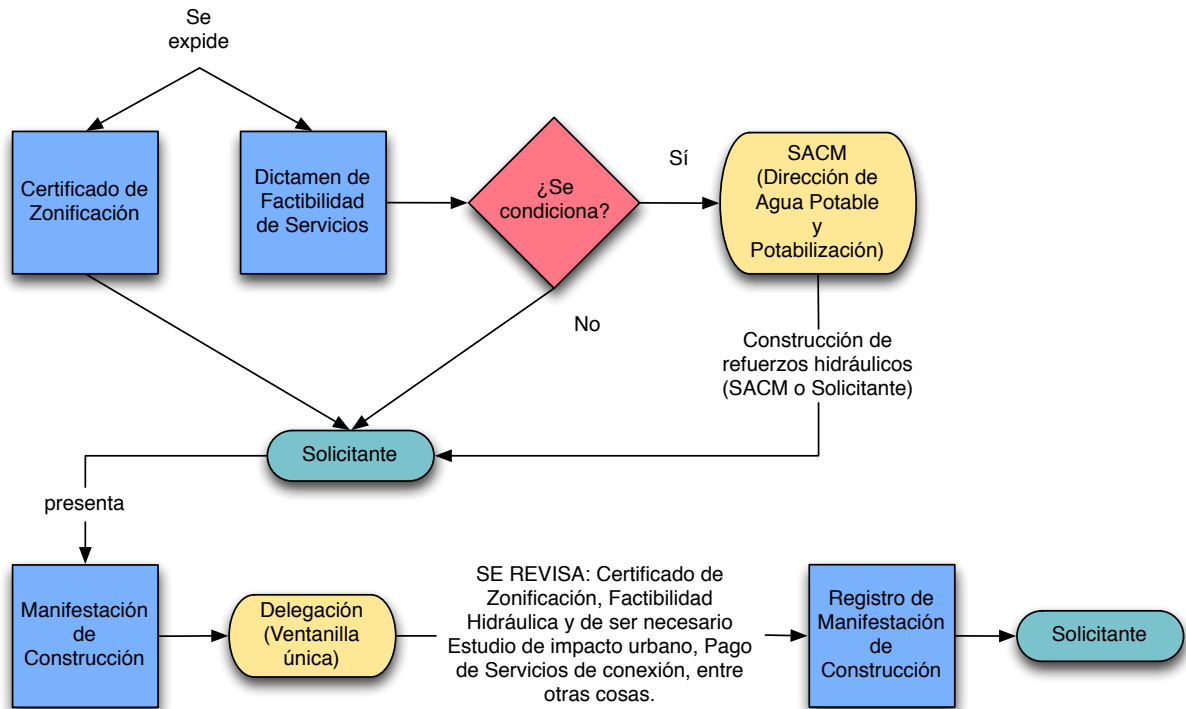 Se
expide
Certificado de
Zonificación
Dictamen de
Factibilidad
de Servicios
¿Se
condiciona?
Sí
SACM
(Dirección de
Agua Potable
y
Potabilización)
No
Construcción de
refuerzos hidráulicos
(SACM o Solicitante)
Solicitante
presenta
Manifestación
de
Construcción
Delegación
(Ventanilla
única)
SE REVISA: Certificado de
Zonificación, Factibilidad
Hidráulica y de ser necesario
Estudio de impacto urbano, Pago
de Servicios de conexión, entre
otras cosas.
Registro de
Manifestación
de
Construcción
Solicitante